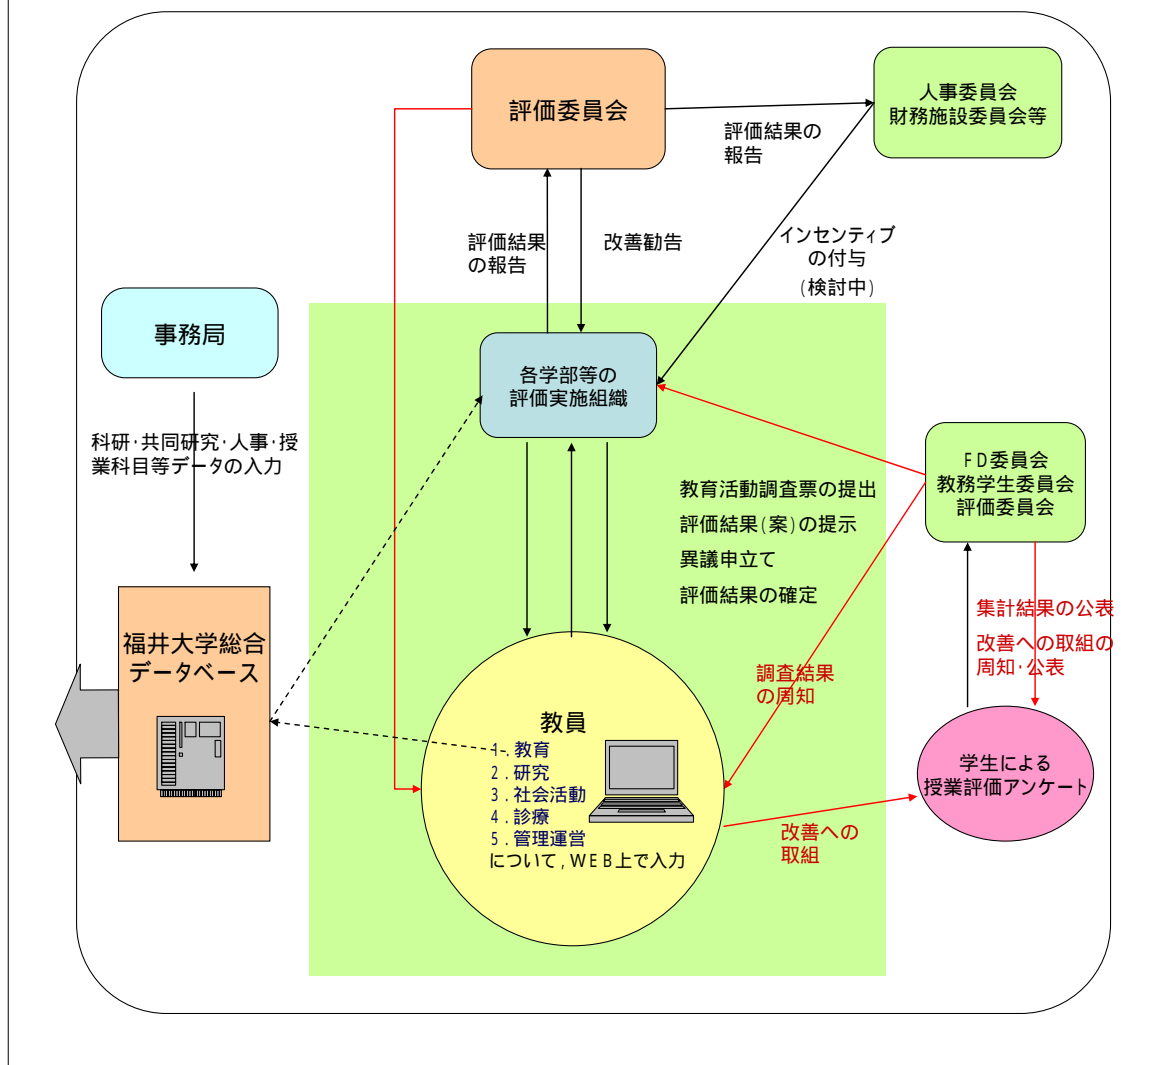 評価委員会
人事委員会
財務施設委員会等
評価結果の
報告
評価結果
の報告
改善勧告
インセンティブ
の付与
(検討中)
事務局
各学部等の
評価実施組織
科研・共同研究・人事・授
業科目等データの入力
FD委員会
教務学生委員会
評価委員会
教育活動調査票の提出
評価結果(案)の提示
異議申立て
評価結果の確定
集計結果の公表
改善への取組の
周知・公表
福井大学総合
データベース
調査結果
の周知
教員
1.教育
2.研究
3.社会活動
4.診療
5.管理運営
について,WEB上で入力
学生による
授業評価アンケート
改善への
取組